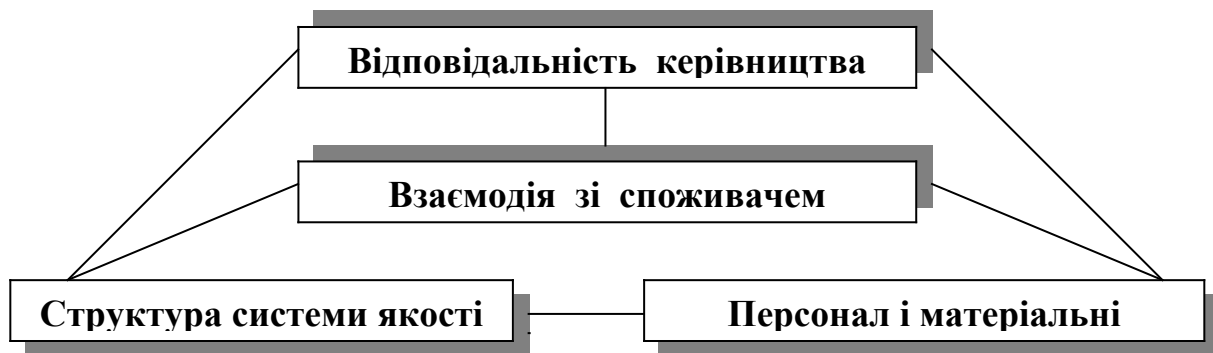 Відповідальність керівництва
Взаємодія зі споживачем
Структура системи якості
Персонал і матеріальні